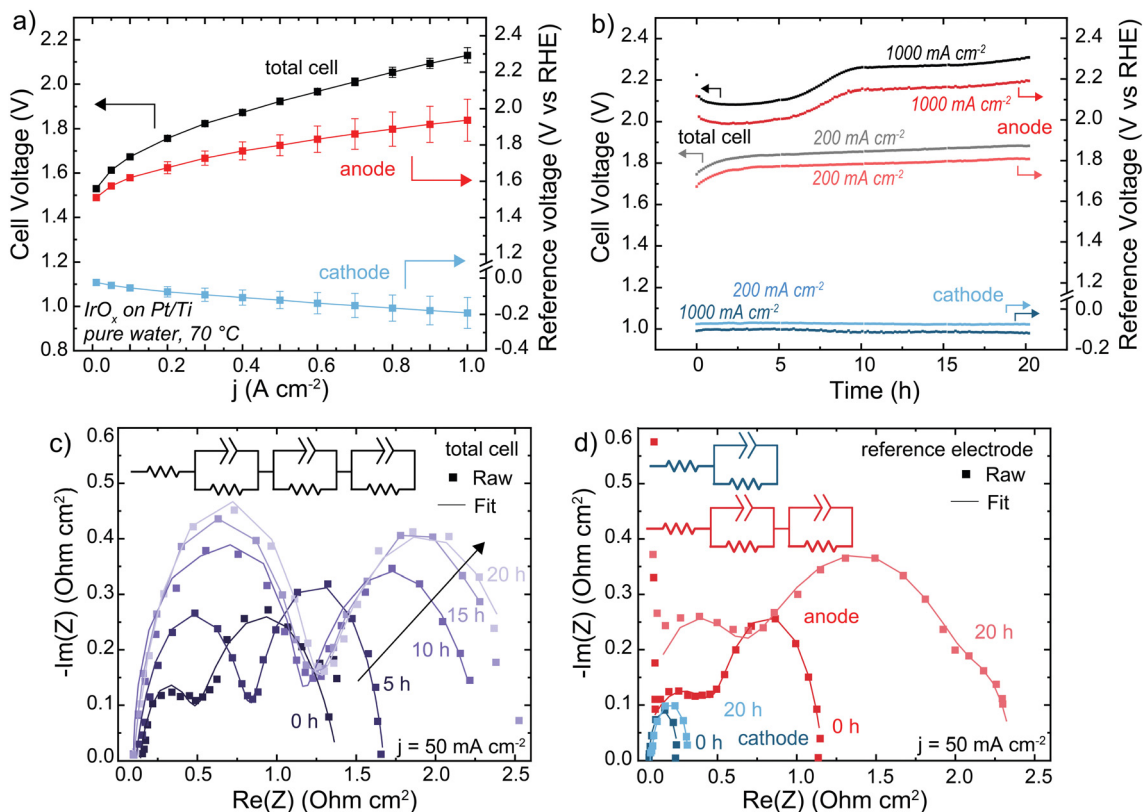 a)
total cell
anode
cathode
IrOx on Pt/Ti
pure water, 70 °C
Cell Voltage (V)
2.2
2.0
1.8
1.6
1.4
1.2
1.0
0.8
0.0 0.2 0.4 0.6 0.8 1.0
j (A cm-2)
2.4
2.2
2.0
1.8
1.6
1.4
1.2
0.0
-0.2
-0.4
Reference voltage (V vs RHE)
b)
1000 mA cm-2
1000 mA cm-2
total cell
anode
200 mA cm-2
200 mA cm-2
200 mA cm-2
cathode
1000 mA cm-2
Cell Voltage (V)
2.4
2.2
2.0
1.8
1.6
1.4
1.2
1.0
0 5 10 15 20
Time (h)
2.4
2.2
2.0
1.8
1.6
1.4
1.2
0.0
-0.2
Reference Voltage (V vs RHE)
c)
total cell
Raw
Fit
20 h
15 h
10 h
5 h
0 h
j = 50 mA cm-2
-Im(Z) (Ohm cm2)
0.6
0.5
0.4
0.3
0.2
0.1
0.0
0.0 0.5 1.0 1.5 2.0 2.5
Re(Z) (Ohm cm2)
d)
reference electrode
Raw
Fit
anode
20 h
20 h
0 h
cathode
0 h
j = 50 mA cm-2
-Im(Z) (Ohm cm2)
0.6
0.5
0.4
0.3
0.2
0.1
0.0
0.0 0.5 1.0 1.5 2.0 2.5
Re(Z) (Ohm cm2)